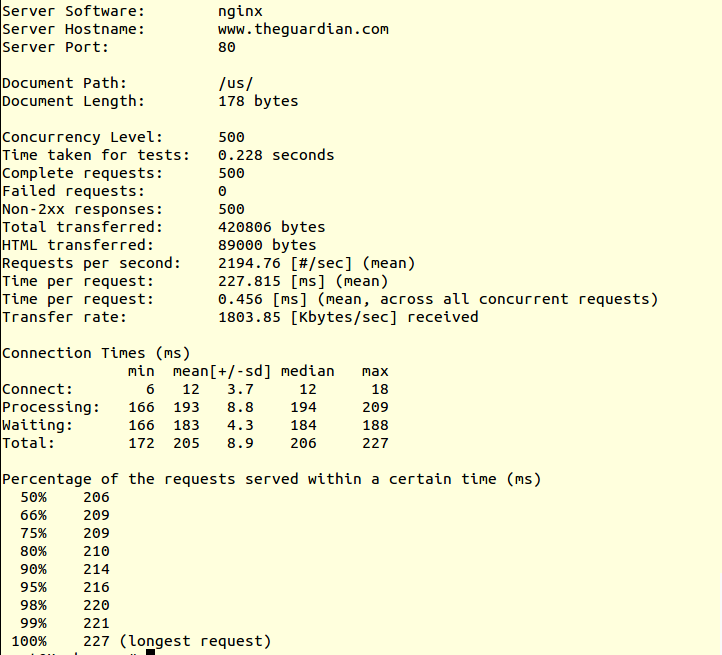 Server Software:        nginx
Server Hostname:        www.theguardian.com
Server Port:            80
Document Path:          /us/
Document Length:        178 bytes
Concurrency Level:      500
Time taken for tests:   0.228 seconds
Complete requests:      500
Failed requests:        0
Non-2xx responses:      500
Total transferred:      420806 bytes
HTML transferred:       89000 bytes
Requests per second:    2194.76 [#/sec] (mean)
Time per request:       227.815 [ms] (mean)
Time per request:       0.456 [ms] (mean, across all concurrent requests)
Transfer rate:          1803.85 [Kbytes/sec] received
Connection Times (ms)
              min  mean[+/-sd] median   max
Connect:        6   12   3.7     12      18
Processing:   166  193   8.8    194     209
Waiting:      166  183   4.3    184     188
Total:        172  205   8.9    206     227
Percentage of the requests served within a certain time (ms)
  50%    206
  66%    209
  75%    209
  80%    210
  90%    214
  95%    216
  98%    220
  99%    221
 100%    227 (longest request)